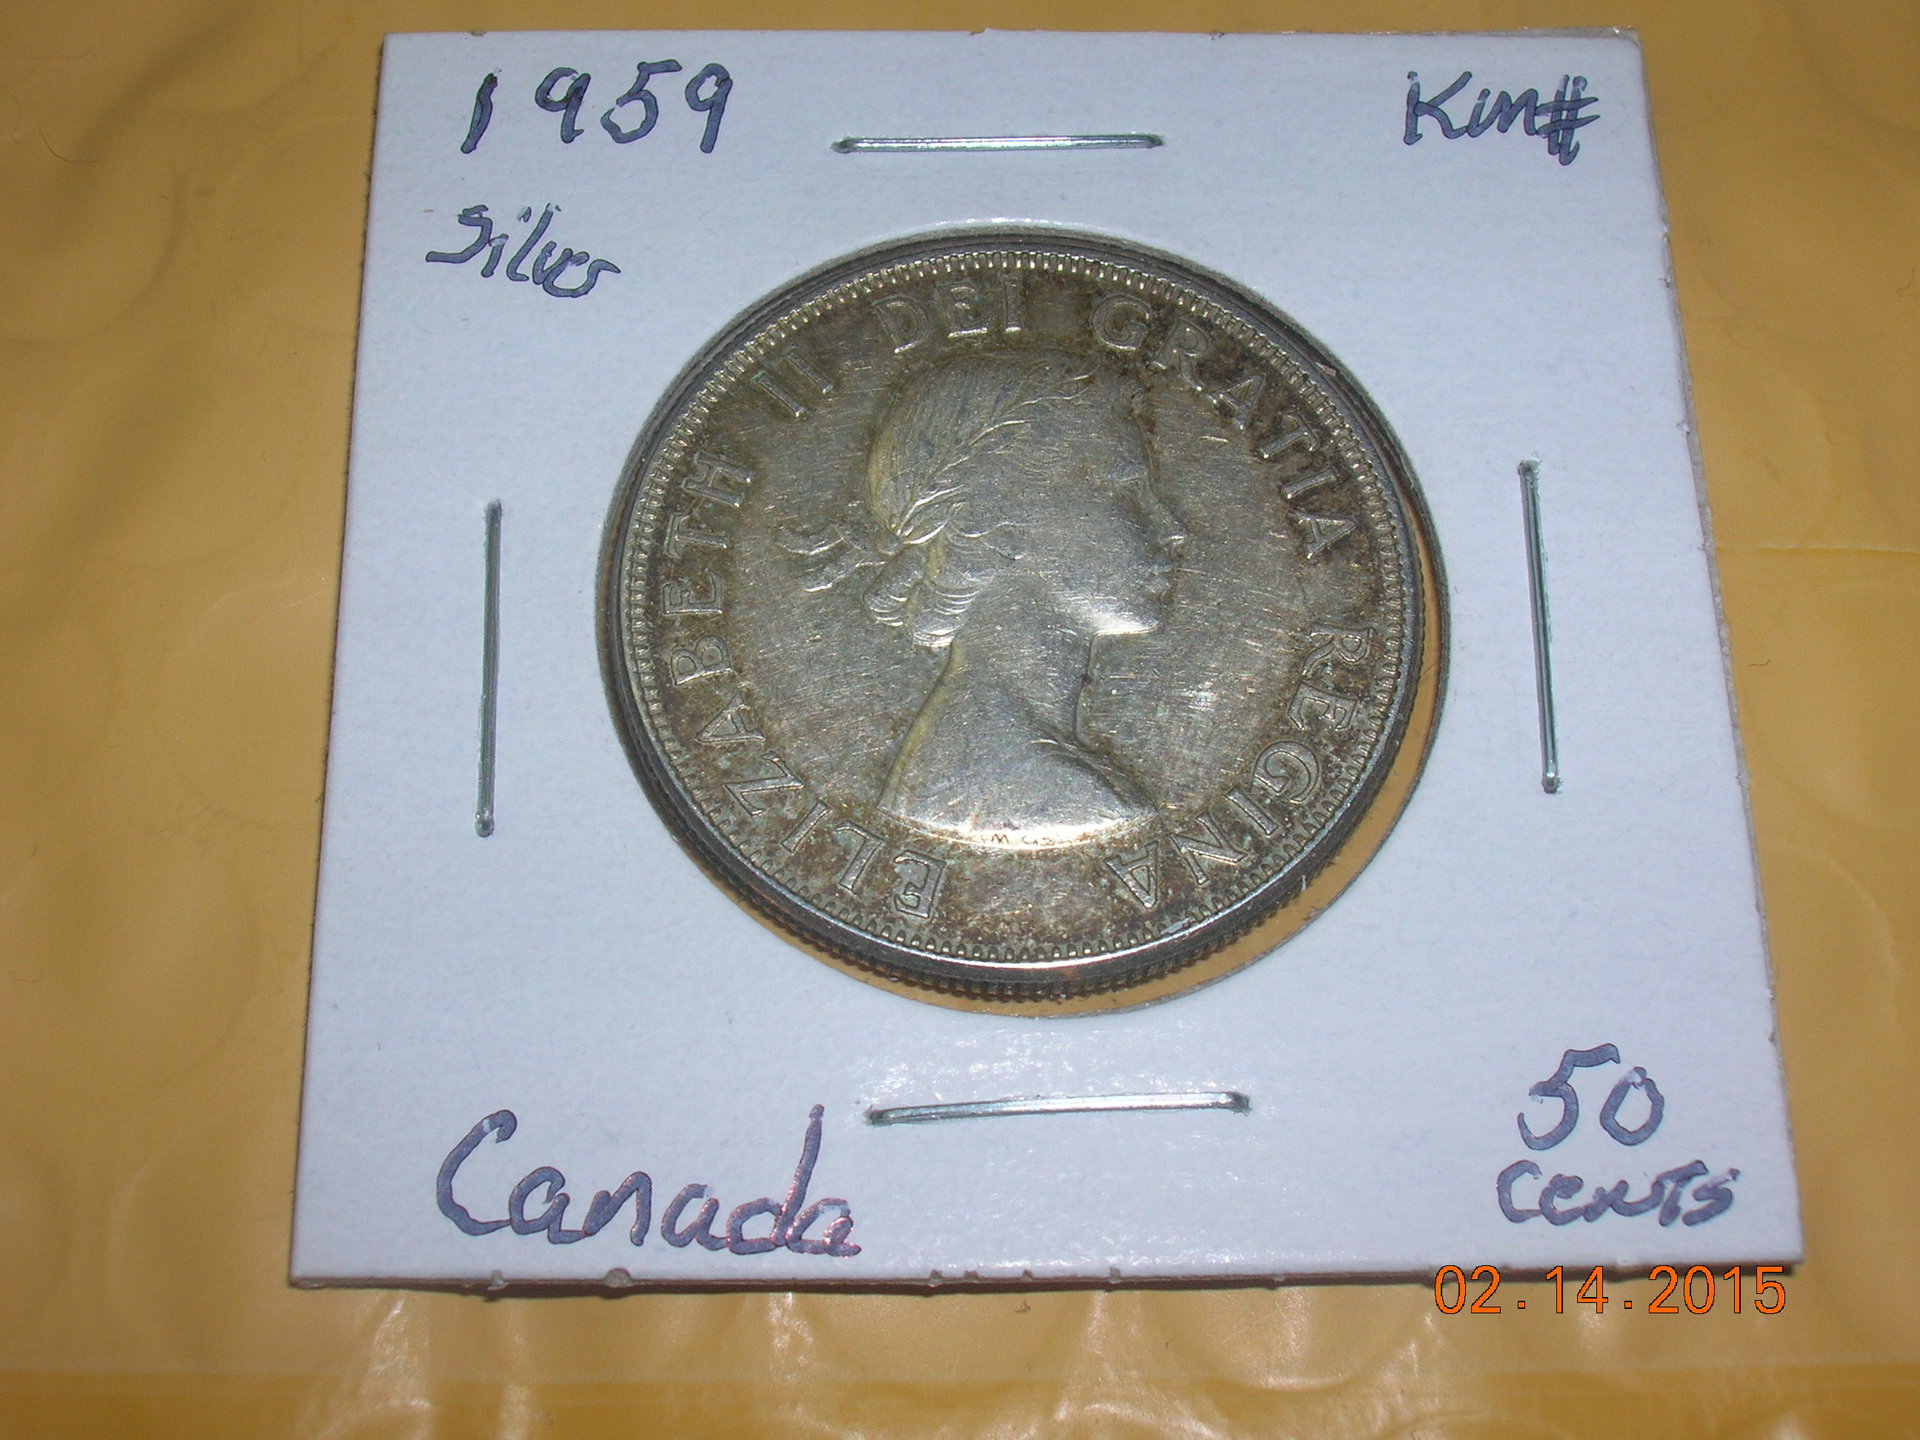 1959
Km#
Silver
ELIZABETH II DEI GRATIA REGINA
Canada
50
cents
02.14.2015